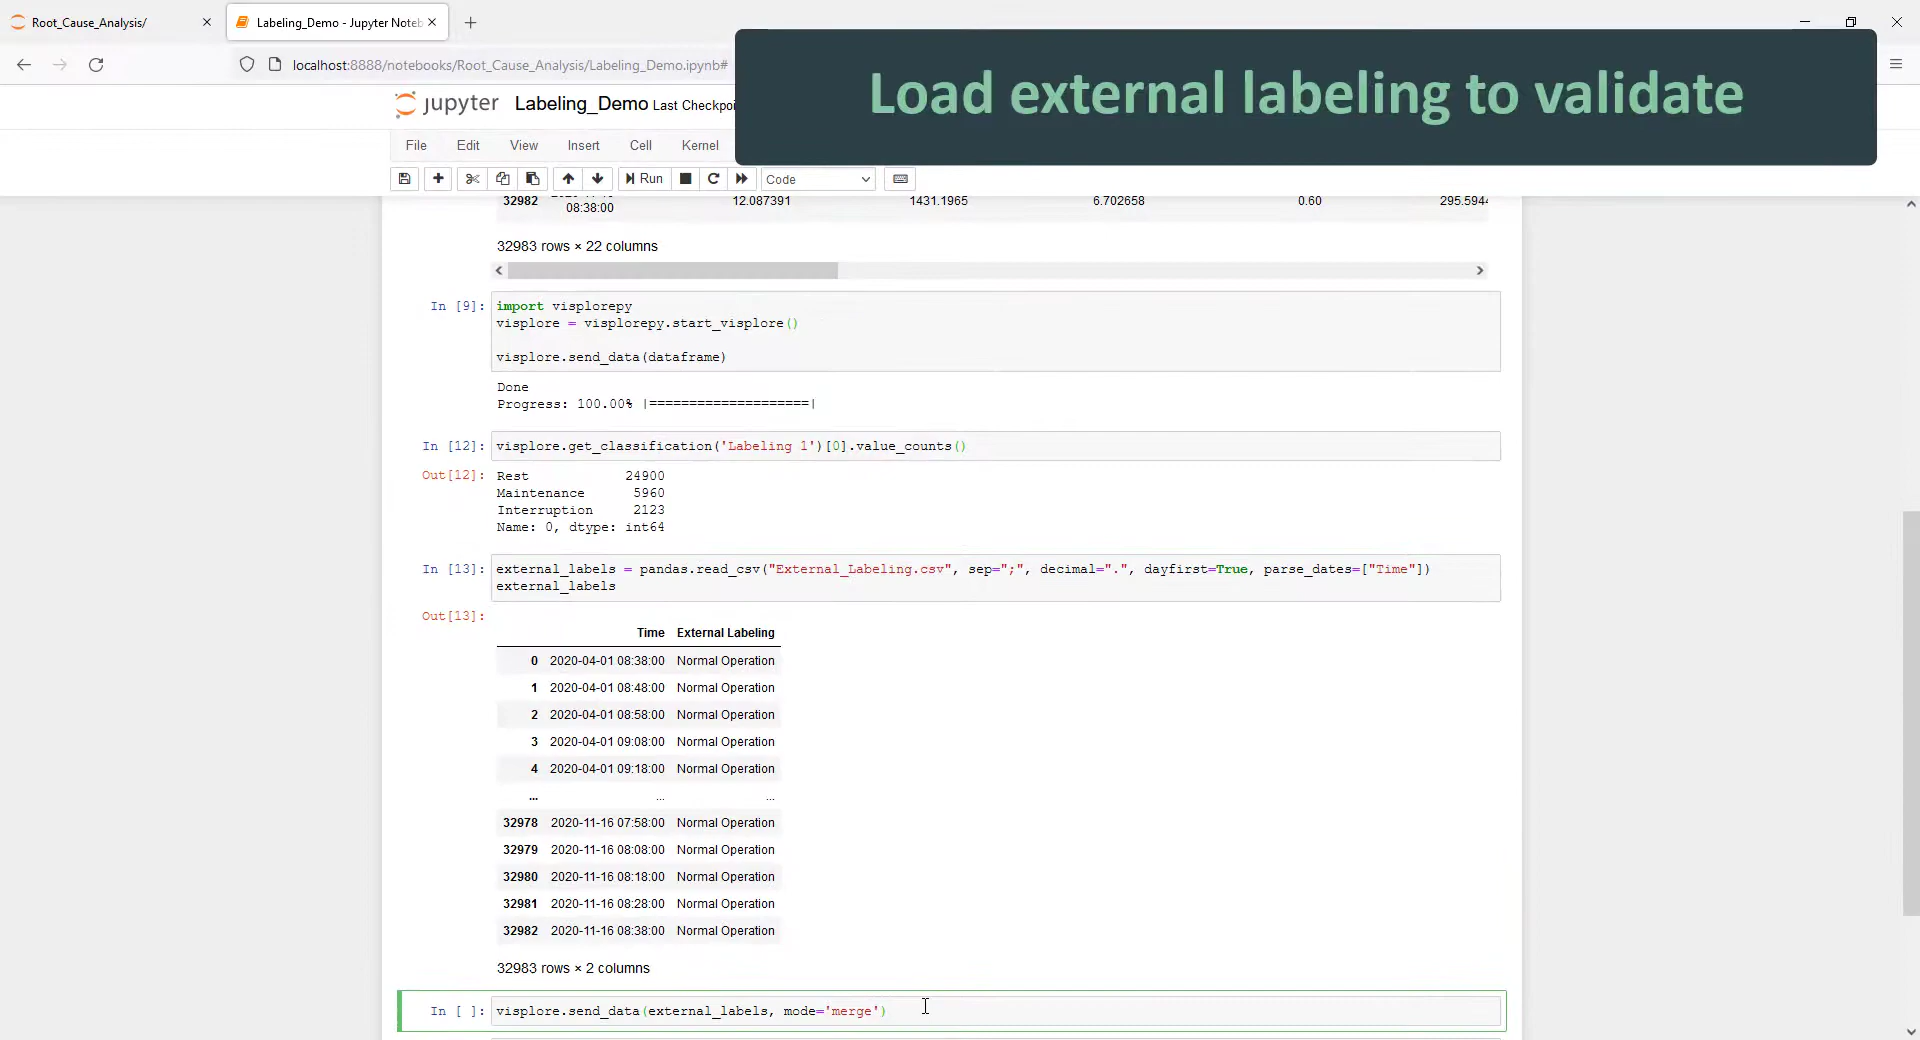 Root_Cause_Analysis/
Labeling_Demo - Jupyter Noteb
localhost:8888/notebooks/Root_Cause_Analysis/Labeling_Demo.ipynb#
Load external labeling to validate
jupyter Labeling_Demo Last Checkpoi
File Edit View Insert Cell Kernel
Run Code
32982 08:38:00 12.087391 1431.1965 6.702658 0.60 295.5944
32983 rows × 22 columns
In [9]: import visplorepy
visplore = visplorepy.start_visplore()
visplore.send_data(dataframe)
Done
Progress: 100.00% |====================|
In [12]: visplore.get_classification('Labeling 1')[0].value_counts()
Out[12]: Rest 24900
Maintenance 5960
Interruption 2123
Name: 0, dtype: int64
In [13]: external_labels = pandas.read_csv("External_Labeling.csv", sep=";", decimal=".", dayfirst=True, parse_dates=["Time"])
external_labels
Out[13]:
Time External Labeling
0 2020-04-01 08:38:00 Normal Operation
1 2020-04-01 08:48:00 Normal Operation
2 2020-04-01 08:58:00 Normal Operation
3 2020-04-01 09:08:00 Normal Operation
4 2020-04-01 09:18:00 Normal Operation
... ... ...
32978 2020-11-16 07:58:00 Normal Operation
32979 2020-11-16 08:08:00 Normal Operation
32980 2020-11-16 08:18:00 Normal Operation
32981 2020-11-16 08:28:00 Normal Operation
32982 2020-11-16 08:38:00 Normal Operation
32983 rows × 2 columns
In [ ]: visplore.send_data(external_labels, mode='merge')